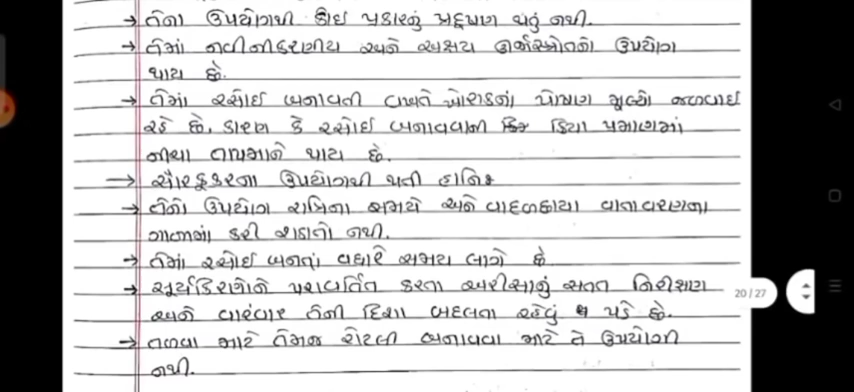 → તેના ઉપયોગથી કોઈ પ્રકારનું પ્રદૂષણ થતું નથી.
→ તેમાં નવીનીકરણીય અને અક્ષય ઊર્જાસ્ત્રોતનો ઉપયોગ
થાય છે.
→ તેમાં રસોઈ બનાવતી વખતે ખોરાકનાં પોષણ મૂલ્યો જળવાઈ
રહે છે, કારણ કે રસોઈ બનાવવાની ક્રિયા પ્રમાણમાં
નીચા તાપમાને થાય છે.
→ સૌરકૂકરના ઉપયોગથી થતી હાનિ
→ તેનો ઉપયોગ રાત્રિના સમયે અને વાદળછાયા વાતાવરણના
ગાળામાં કરી શકાતો નથી.
→ તેમાં રસોઈ બનતાં વધારે સમય લાગે છે
→ સૂર્યકિરણોને પરાવર્તિત કરતા અરીસાનું સતત નિરીક્ષણ
20/27
અને વારંવાર તેની દિશા બદલતા રહેવું પડે છે.
→ તળવા માટે તેમજ રોટલી બનાવવા માટે તે ઉપયોગી
નથી.